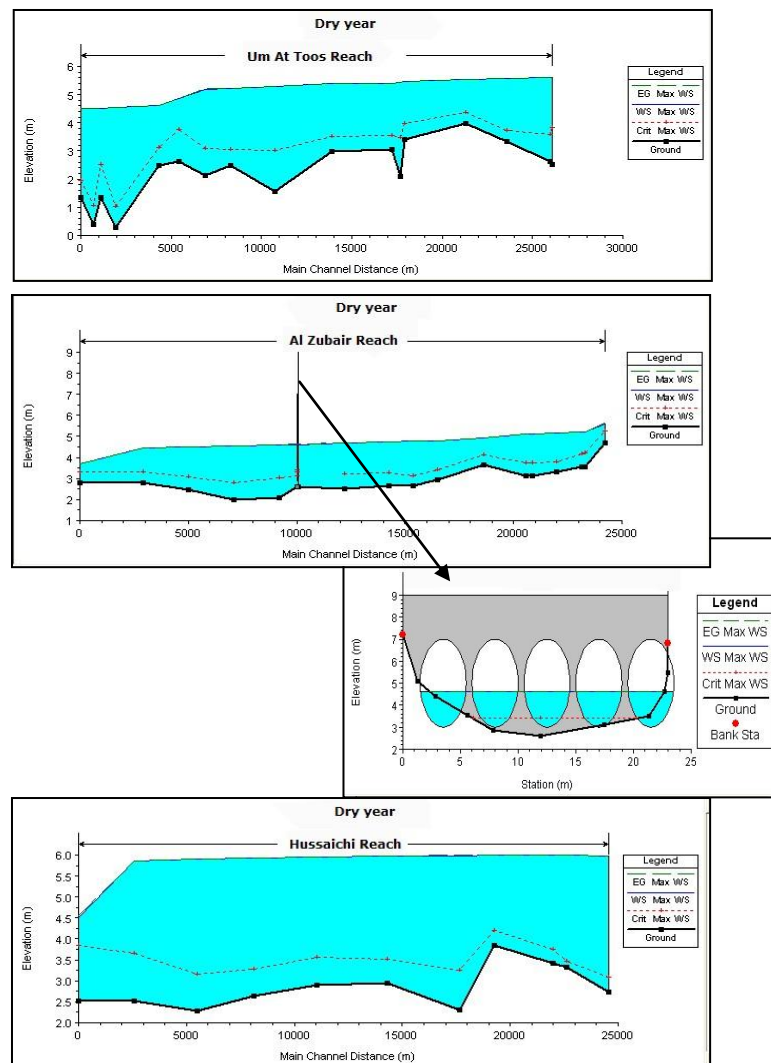 Dry year
Um At Toos Reach
Elevation (m)
6
5
4
3
2
1
0
0 5000 10000 15000 20000 25000 30000
Main Channel Distance (m)
Legend
EG Max WS
WS Max WS
Crit Max WS
Ground
Dry year
Al Zubair Reach
Elevation (m)
9
8
7
6
5
4
3
2
1
0 5000 10000 15000 20000 25000
Main Channel Distance (m)
Legend
EG Max WS
WS Max WS
Crit Max WS
Ground
Elevation (m)
9
8
7
6
5
4
3
2
0 5 10 15 20 25
Station (m)
Legend
EG Max WS
WS Max WS
Crit Max WS
Ground
Bank Sta
Dry year
Hussaichi Reach
Elevation (m)
6.0
5.5
5.0
4.5
4.0
3.5
3.0
2.5
2.0
0 5000 10000 15000 20000 25000
Main Channel Distance (m)
Legend
EG Max WS
WS Max WS
Crit Max WS
Ground